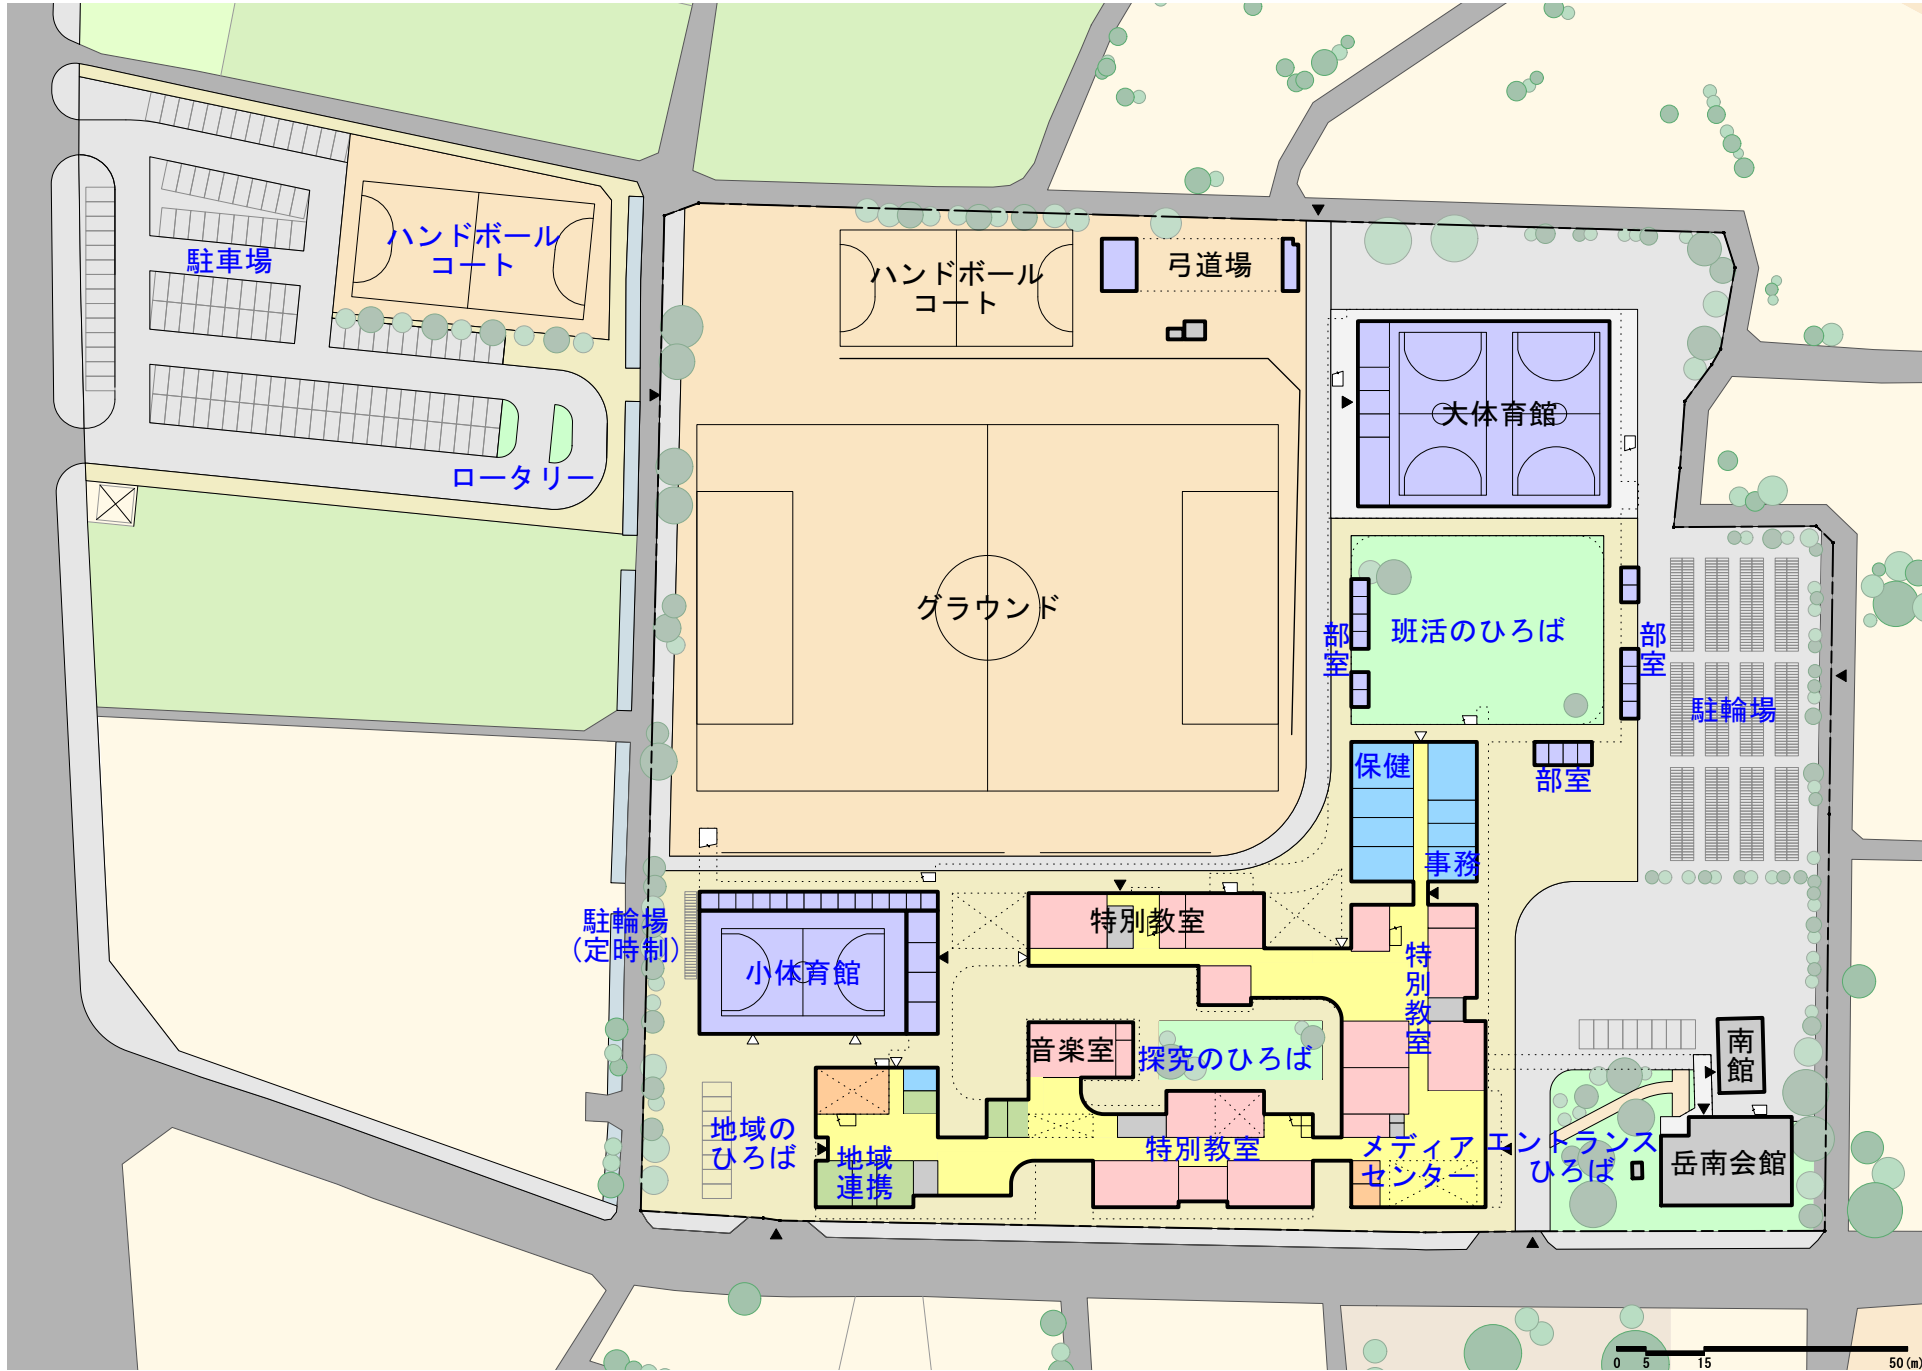 ハンドボール
コート
駐車場
ロータリー
ハンドボール
コート
弓道場
大体育館
グラウンド
部室
班活のひろば
部室
駐輪場
保健
部室
事務
駐輪場
（定時制）
小体育館
特別教室
特別教室
音楽室
探究のひろば
南館
地域の
ひろば
地域
連携
特別教室
メディア
センター
エントランス
ひろば
岳南会館
0 5 15 50(m)